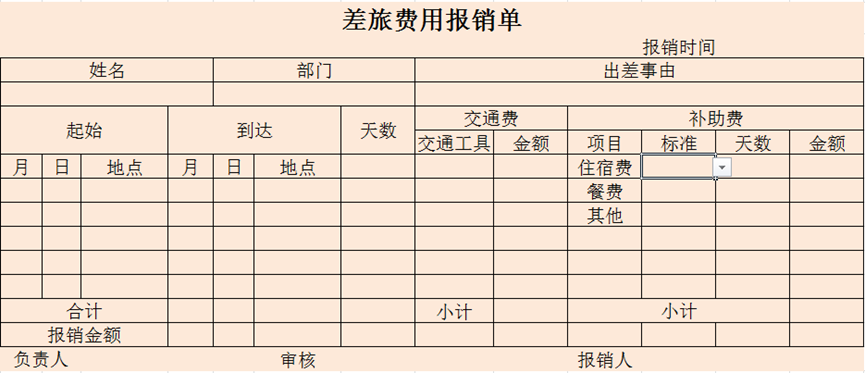 差旅费用报销单
报销时间
姓名 部门 出差事由
起始 到达 天数 交通费 补助费
交通工具 金额 项目 标准 天数 金额
月 日 地点 月 日 地点 住宿费
餐费
其他
合计 小计 小计
报销金额
负责人 审核 报销人